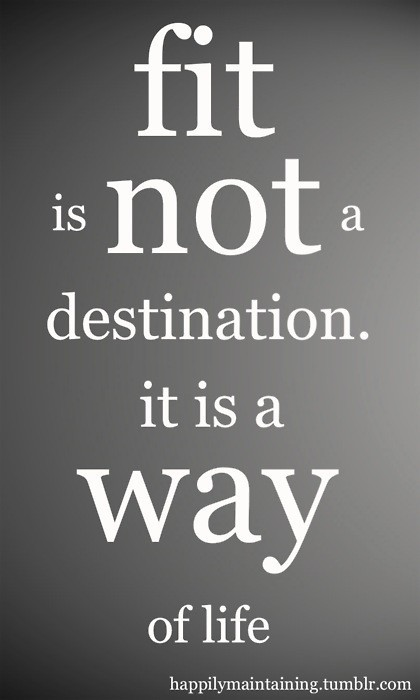 fit
is not a
destination.
it is a
way
of life
happilymaintaining.tumblr.com